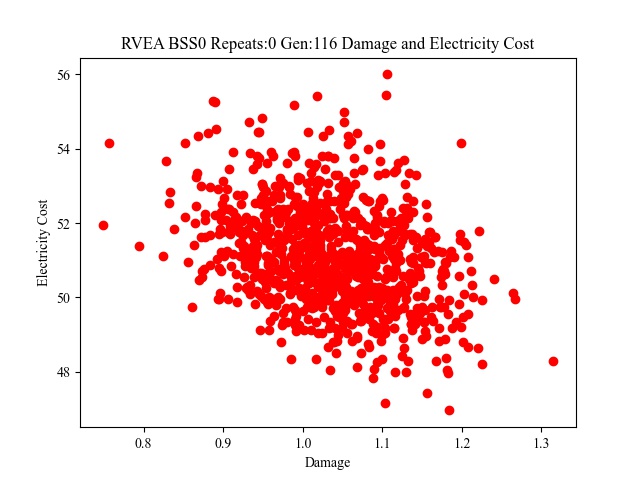 RVEA BSS0 Repeats:0 Gen:116 Damage and Electricity Cost
56
54
52
50
48
Electricity Cost
0.8 0.9 1.0 1.1 1.2 1.3
Damage